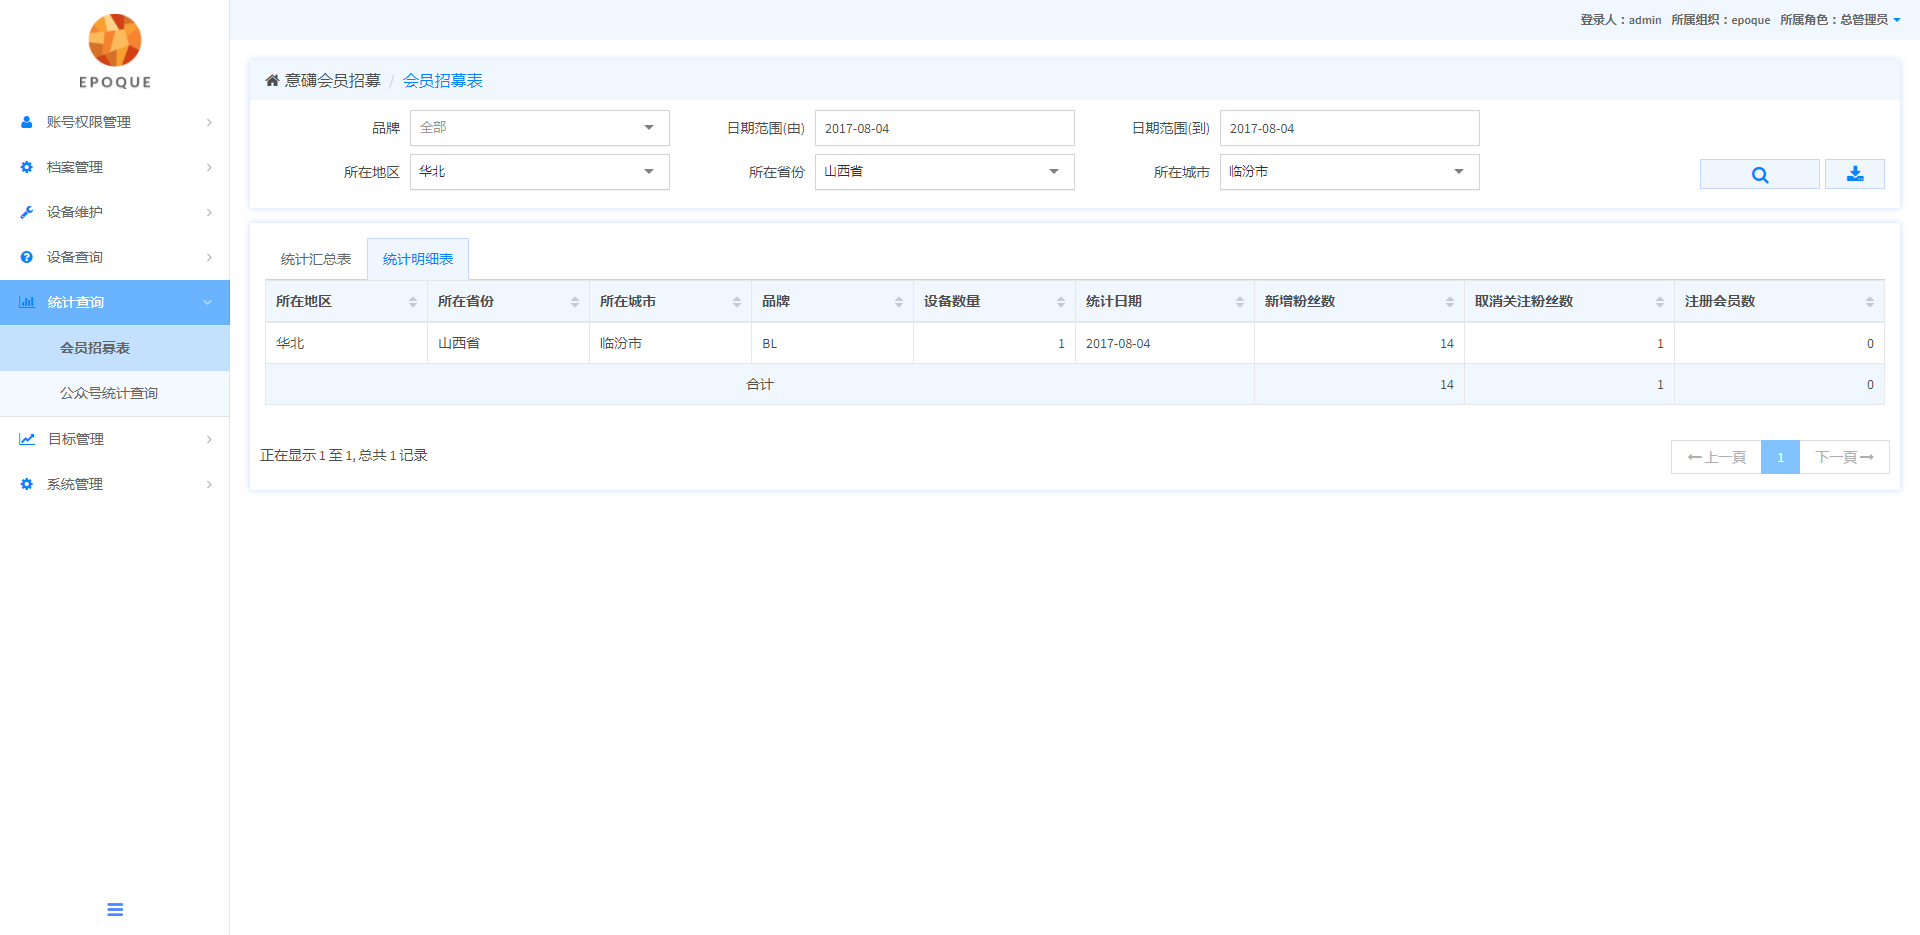 登录人：admin 所属组织：epoque 所属角色：总管理员
EPOQUE
账号权限管理
档案管理
设备维护
设备查询
统计查询
会员招募表
公众号统计查询
目标管理
系统管理
意礴会员招募 / 会员招募表
品牌 全部 日期范围(由) 2017-08-04 日期范围(到) 2017-08-04
所在地区 华北 所在省份 山西省 所在城市 临汾市
统计汇总表 统计明细表
所在地区 所在省份 所在城市 品牌 设备数量 统计日期 新增粉丝数 取消关注粉丝数 注册会员数
华北 山西省 临汾市 BL 1 2017-08-04 14 1 0
合计 14 1 0
正在显示 1 至 1, 总共 1 记录
←上一頁 1 下一頁→